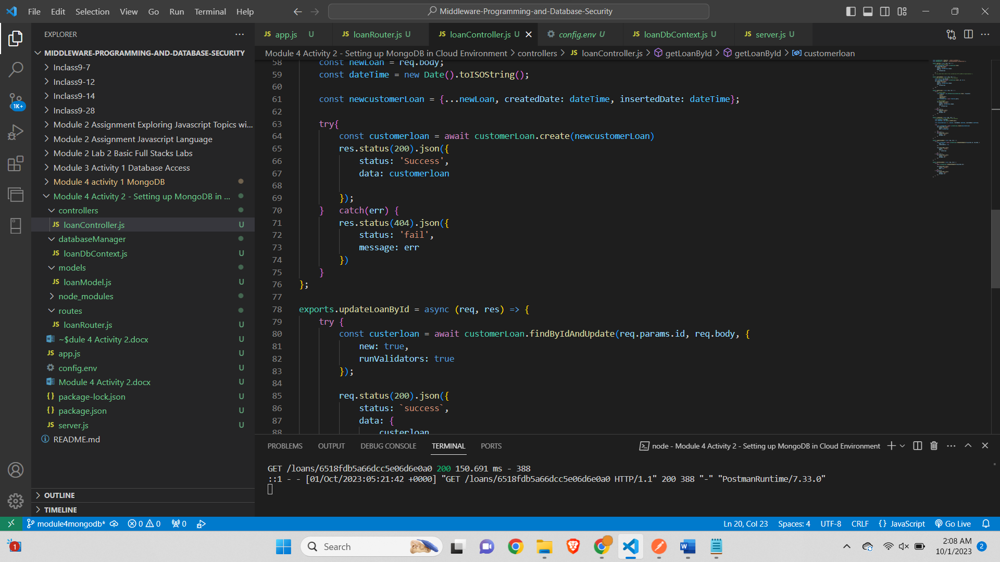 File Edit Selection View Go Run Terminal Help
Middleware-Programming-and-Database-Security
EXPLORER
MIDDLEWARE-PROGRAMMING-AND-DATABASE-SECURITY
Inclass9-7
Inclass9-12
Inclass9-14
1K+
Inclass9-28
Module 2 Assignment Exploring Javascript Topics wi...
Module 2 Assignment Javascript Language
Module 2 Lab 2 Basic Full Stacks Labs
Module 3 Activity 1 Database Access
Module 4 activity 1 MongoDB
Module 4 Activity 2 - Setting up MongoDB in ...
controllers
JS loanController.js U
databaseManager
JS loanDbContext.js U
models
JS loanModel.js U
node_modules
routes
JS loanRouter.js U
~$dule 4 Activity 2.docx U
JS app.js U
config.env U
Module 4 Activity 2.docx U
{} package-lock.json U
{} package.json U
JS server.js U
README.md
OUTLINE
TIMELINE
JS app.js U JS loanRouter.js U JS loanController.js U config.env U JS loanDbContext.js U JS server.js U
Module 4 Activity 2 - Setting up MongoDB in Cloud Environment > controllers > JS loanController.js > getLoanById > getLoanById > customerloan
58 const newLoan = req.body;
59 const dateTime = new Date().toISOString();
60
61 const newcustomerLoan = {...newLoan, createdDate: dateTime, insertedDate: dateTime};
62
63 try{
64 const customerloan = await customerLoan.create(newcustomerLoan)
65 res.status(200).json({
66 status: 'Success',
67 data: customerloan
68
69 });
70 } catch(err) {
71 res.status(404).json({
72 status: 'fail',
73 message: err
74 })
75 }
76 };
77
78 exports.updateLoanById = async (req, res) => {
79 try {
80 const custerloan = await customerLoan.findByIdAndUpdate(req.params.id, req.body, {
81 new: true,
82 runValidators: true
83 });
84
85 req.status(200).json({
86 status: `success`,
87 data: {
88 custerloan
PROBLEMS OUTPUT DEBUG CONSOLE TERMINAL PORTS
node - Module 4 Activity 2 - Setting up MongoDB in Cloud Environment
GET /loans/6518fdb5a66dcc5e06d6e0a0 200 150.691 ms - 388
::1 - - [01/Oct/2023:05:21:42 +0000] "GET /loans/6518fdb5a66dcc5e06d6e0a0 HTTP/1.1" 200 388 "-" "PostmanRuntime/7.33.0"
module4mongodb* 0 0 0 Ln 20, Col 23 Spaces: 4 UTF-8 CRLF {} JavaScript Go Live
1
Search
W
2:08 AM
10/1/2023
2